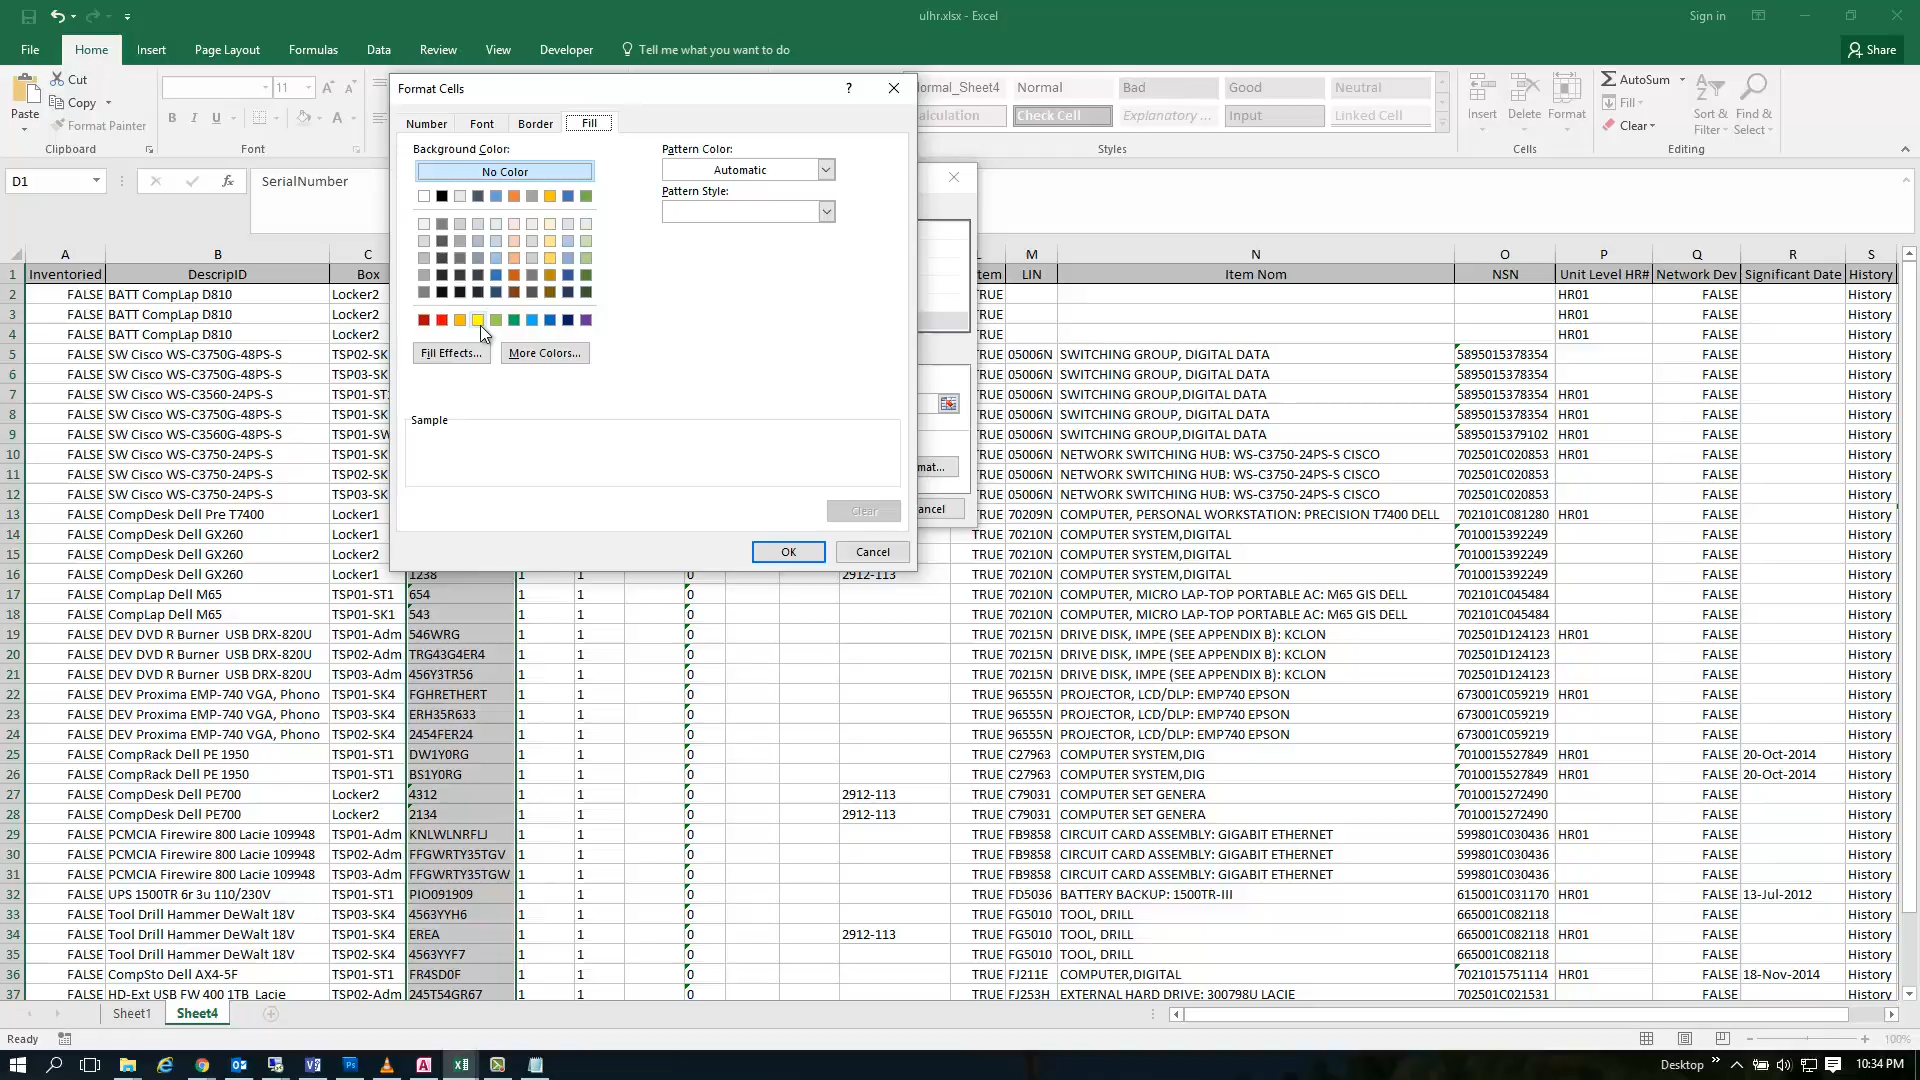 ulhr.xlsx - Excel
Sign in
File Home Insert Page Layout Formulas Data Review View Developer Tell me what you want to do Share
Paste
Cut
Copy
Format Painter
Clipboard
11
B I U
A A A
Font
ormal_Sheet4 Normal Bad Good Neutral
alculation Check Cell Explanatory ... Input Linked Cell
Styles
Insert Delete Format
Cells
AutoSum
Fill
Clear
Sort & Filter
Find & Select
Editing
D1
fx
SerialNumber
Format Cells
?
Number Font Border Fill
Background Color:
No Color
Fill Effects...
More Colors...
Pattern Color:
Automatic
Pattern Style:
Sample
Clear
OK
Cancel
mat...
ancel
A B C M N O P Q R S
1 Inventoried DescripID Box tem LIN Item Nom NSN Unit Level HR# Network Dev Significant Date History
2 FALSE BATT CompLap D810 Locker2 TRUE HR01 FALSE History
3 FALSE BATT CompLap D810 Locker2 TRUE HR01 FALSE History
4 FALSE BATT CompLap D810 Locker2 TRUE HR01 FALSE History
5 FALSE SW Cisco WS-C3750G-48PS-S TSP02-SK TRUE 05006N SWITCHING GROUP, DIGITAL DATA 5895015378354 FALSE History
6 FALSE SW Cisco WS-C3750G-48PS-S TSP03-SK TRUE 05006N SWITCHING GROUP, DIGITAL DATA 5895015378354 FALSE History
7 FALSE SW Cisco WS-C3560-24PS-S TSP01-ST TRUE 05006N SWITCHING GROUP,DIGITAL DATA 5895015378354 HR01 FALSE History
8 FALSE SW Cisco WS-C3750G-48PS-S TSP01-SK TRUE 05006N SWITCHING GROUP, DIGITAL DATA 5895015378354 HR01 FALSE History
9 FALSE SW Cisco WS-C3560G-48PS-S TSP01-SW TRUE 05006N SWITCHING GROUP,DIGITAL DATA 5895015379102 HR01 FALSE History
10 FALSE SW Cisco WS-C3750-24PS-S TSP01-SK TRUE 05006N NETWORK SWITCHING HUB: WS-C3750-24PS-S CISCO 702501C020853 HR01 FALSE History
11 FALSE SW Cisco WS-C3750-24PS-S TSP02-SK TRUE 05006N NETWORK SWITCHING HUB: WS-C3750-24PS-S CISCO 702501C020853 FALSE History
12 FALSE SW Cisco WS-C3750-24PS-S TSP03-SK TRUE 05006N NETWORK SWITCHING HUB: WS-C3750-24PS-S CISCO 702501C020853 FALSE History
13 FALSE CompDesk Dell Pre T7400 Locker1 TRUE 70209N COMPUTER, PERSONAL WORKSTATION: PRECISION T7400 DELL 702101C081280 HR01 FALSE History
14 FALSE CompDesk Dell GX260 Locker1 TRUE 70210N COMPUTER SYSTEM,DIGITAL 7010015392249 FALSE History
15 FALSE CompDesk Dell GX260 Locker2 TRUE 70210N COMPUTER SYSTEM,DIGITAL 7010015392249 FALSE History
16 FALSE CompDesk Dell GX260 Locker1 1238 1 1 0 2912-113 TRUE 70210N COMPUTER SYSTEM,DIGITAL 7010015392249 FALSE History
17 FALSE CompLap Dell M65 TSP01-ST1 654 1 1 0 TRUE 70210N COMPUTER, MICRO LAP-TOP PORTABLE AC: M65 GIS DELL 702101C045484 FALSE History
18 FALSE CompLap Dell M65 TSP01-SK1 543 1 1 0 TRUE 70210N COMPUTER, MICRO LAP-TOP PORTABLE AC: M65 GIS DELL 702101C045484 FALSE History
19 FALSE DEV DVD R Burner USB DRX-820U TSP01-Adm 546WRG 1 1 0 TRUE 70215N DRIVE DISK, IMPE (SEE APPENDIX B): KCLON 702501D124123 HR01 FALSE History
20 FALSE DEV DVD R Burner USB DRX-820U TSP02-Adm TRG43G4ER4 1 1 0 TRUE 70215N DRIVE DISK, IMPE (SEE APPENDIX B): KCLON 702501D124123 FALSE History
21 FALSE DEV DVD R Burner USB DRX-820U TSP03-Adm 456Y3TR56 1 1 0 TRUE 70215N DRIVE DISK, IMPE (SEE APPENDIX B): KCLON 702501D124123 FALSE History
22 FALSE DEV Proxima EMP-740 VGA, Phono TSP01-SK4 FGHRETHERT 1 1 0 TRUE 96555N PROJECTOR, LCD/DLP: EMP740 EPSON 673001C059219 HR01 FALSE History
23 FALSE DEV Proxima EMP-740 VGA, Phono TSP03-SK4 ERH35R633 1 1 0 TRUE 96555N PROJECTOR, LCD/DLP: EMP740 EPSON 673001C059219 FALSE History
24 FALSE DEV Proxima EMP-740 VGA, Phono TSP02-SK4 2454FER24 1 1 0 TRUE 96555N PROJECTOR, LCD/DLP: EMP740 EPSON 673001C059219 FALSE History
25 FALSE CompRack Dell PE 1950 TSP01-ST1 DW1Y0RG 1 1 0 TRUE C27963 COMPUTER SYSTEM,DIG 7010015527849 HR01 FALSE 20-Oct-2014 History
26 FALSE CompRack Dell PE 1950 TSP01-ST1 BS1Y0RG 1 1 0 TRUE C27963 COMPUTER SYSTEM,DIG 7010015527849 HR01 FALSE 20-Oct-2014 History
27 FALSE CompDesk Dell PE700 Locker2 4312 1 1 0 2912-113 TRUE C79031 COMPUTER SET GENERA 7010015272490 FALSE History
28 FALSE CompDesk Dell PE700 Locker2 2134 1 1 0 2912-113 TRUE C79031 COMPUTER SET GENERA 7010015272490 FALSE History
29 FALSE PCMCIA Firewire 800 Lacie 109948 TSP01-Adm KNLWLNRFLJ 1 1 0 TRUE FB9858 CIRCUIT CARD ASSEMBLY: GIGABIT ETHERNET 599801C030436 HR01 FALSE History
30 FALSE PCMCIA Firewire 800 Lacie 109948 TSP02-Adm FFGWRTY35TGV 1 1 0 TRUE FB9858 CIRCUIT CARD ASSEMBLY: GIGABIT ETHERNET 599801C030436 FALSE History
31 FALSE PCMCIA Firewire 800 Lacie 109948 TSP03-Adm FFGWRTY35TGW 1 1 0 TRUE FB9858 CIRCUIT CARD ASSEMBLY: GIGABIT ETHERNET 599801C030436 FALSE History
32 FALSE UPS 1500TR 6r 3u 110/230V TSP01-ST1 PIO091909 1 1 0 TRUE FD5036 BATTERY BACKUP: 1500TR-III 615001C031170 HR01 FALSE 13-Jul-2012 History
33 FALSE Tool Drill Hammer DeWalt 18V TSP03-SK4 4563YYH6 1 1 0 TRUE FG5010 TOOL, DRILL 665001C082118 FALSE History
34 FALSE Tool Drill Hammer DeWalt 18V TSP01-SK4 EREA 1 1 0 2912-113 TRUE FG5010 TOOL, DRILL 665001C082118 HR01 FALSE History
35 FALSE Tool Drill Hammer DeWalt 18V TSP02-SK4 4563YYF7 1 1 0 TRUE FG5010 TOOL, DRILL 665001C082118 FALSE History
36 FALSE CompSto Dell AX4-5F TSP01-ST1 FR4SD0F 1 1 0 TRUE FJ211E COMPUTER,DIGITAL 7021015751114 HR01 FALSE 18-Nov-2014 History
37 FALSE HD-Ext USB FW 400 1TB Lacie TSP02-Adm 245T54GR67 1 1 0 TRUE FJ253H EXTERNAL HARD DRIVE: 300798U LACIE 702501C021531 FALSE History
Sheet1 Sheet4
Ready
100%
Desktop
10:34 PM